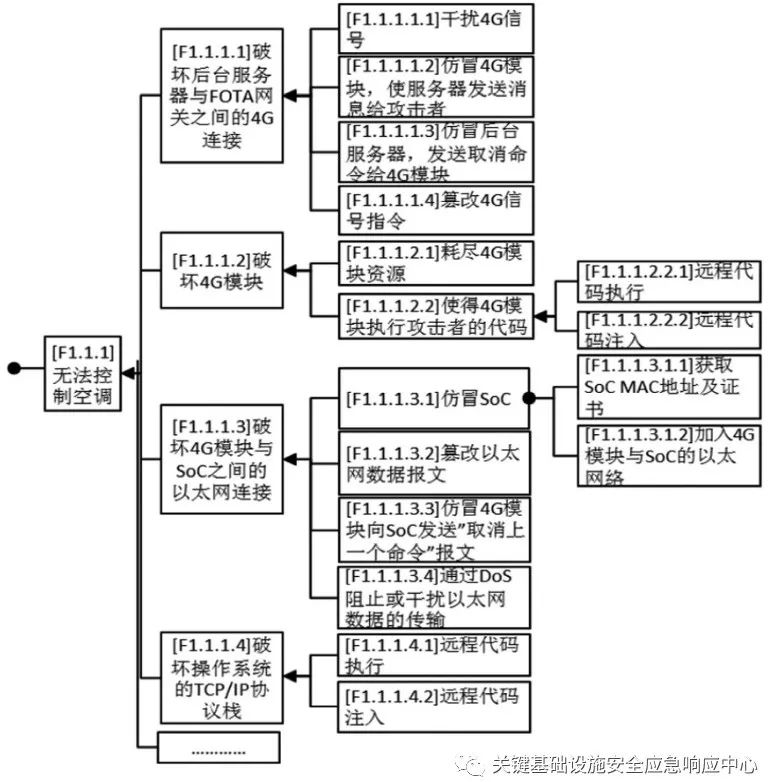 [F1.1.1]
无法控
制空调
[F1.1.1.1]破
坏后台服务
器与FOTA网
关之间的4G
连接
[F1.1.1.1.1]干扰4G信
号
[F1.1.1.1.2]仿冒4G模
块，使服务器发送消
息给攻击者
[F1.1.1.1.3]仿冒后台
服务器，发送取消命
令给4G模块
[F1.1.1.1.4]篡改4G信
号指令
[F1.1.1.2]破
坏4G模块
[F1.1.1.2.1]耗尽4G模
块资源
[F1.1.1.2.2]使得4G模
块执行攻击者的代码
[F1.1.1.2.2.1]远程代
码执行
[F1.1.1.2.2.2]远程代
码注入
[F1.1.1.3]破
坏4G模块与
SoC之间的
以太网连接
[F1.1.1.3.1]仿冒SoC
[F1.1.1.3.1.1]获取
SoC MAC地址及证
书
[F1.1.1.3.1.2]加入4G
模块与SoC的以太
网络
[F1.1.1.3.2]篡改以太
网数据报文
[F1.1.1.3.3]仿冒4G模
块向SoC发送”取消上
一个命令”报文
[F1.1.1.3.4]通过DoS
阻止或干扰以太网
数据的传输
[F1.1.1.4]破
坏操作系统
的TCP/IP协
议栈
[F1.1.1.4.1]远程代码
执行
[F1.1.1.4.2]远程代码
注入
…………
关键基础设施安全应急响应中心